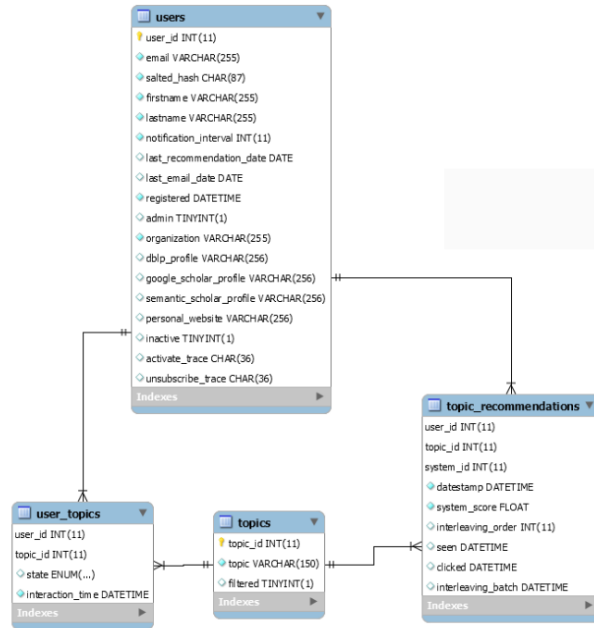 users
user_id INT(11)
email VARCHAR(255)
salted_hash CHAR(87)
firstname VARCHAR(255)
lastname VARCHAR(255)
notification_interval INT(11)
last_recommendation_date DATE
last_email_date DATE
registered DATETIME
admin TINYINT(1)
organization VARCHAR(255)
dblp_profile VARCHAR(256)
google_scholar_profile VARCHAR(256)
semantic_scholar_profile VARCHAR(256)
personal_website VARCHAR(256)
inactive TINYINT(1)
activate_trace CHAR(36)
unsubscribe_trace CHAR(36)
Indexes
user_topics
user_id INT(11)
topic_id INT(11)
state ENUM(...)
interaction_time DATETIME
Indexes
topics
topic_id INT(11)
topic VARCHAR(150)
filtered TINYINT(1)
Indexes
topic_recommendations
user_id INT(11)
topic_id INT(11)
system_id INT(11)
datestamp DATETIME
system_score FLOAT
interleaving_order INT(11)
seen DATETIME
clicked DATETIME
interleaving_batch DATETIME
Indexes